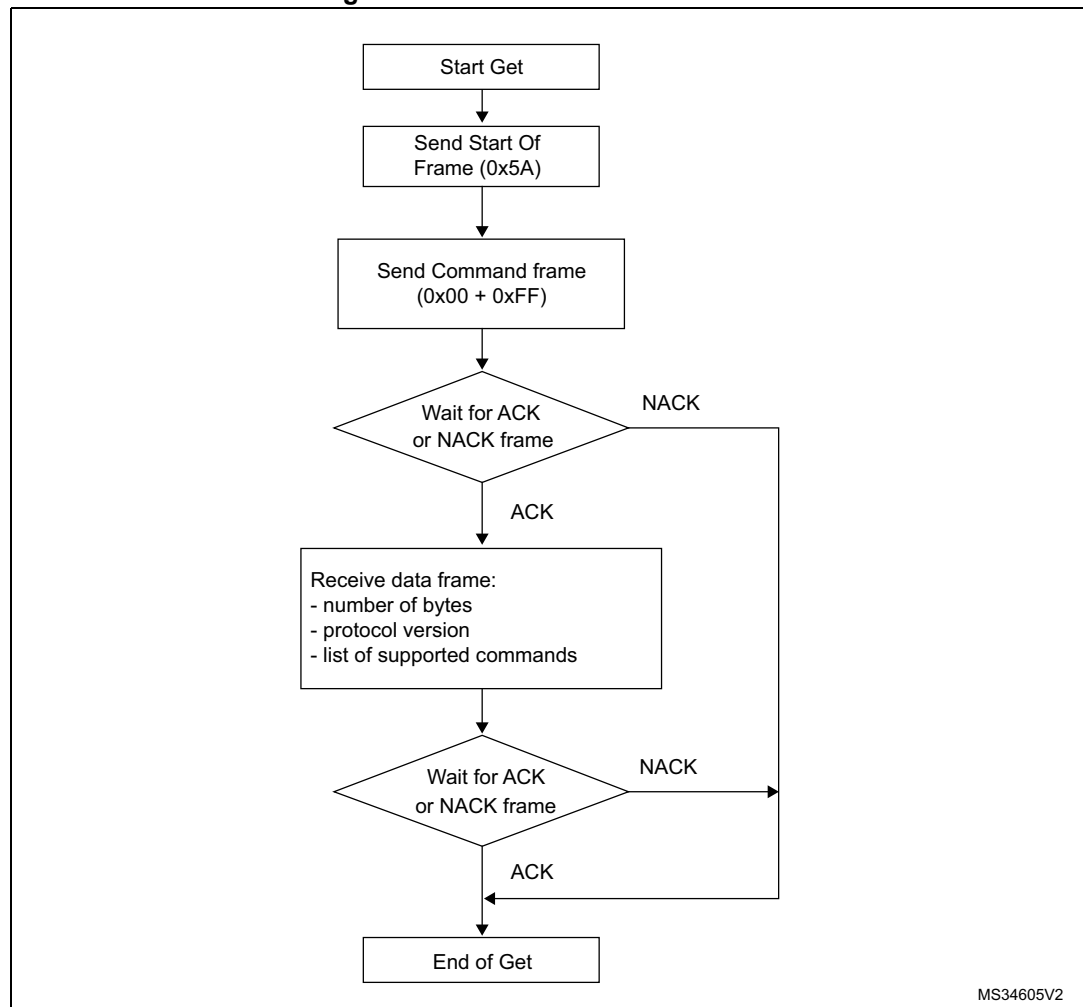 Start Get
Send Start Of
Frame (0x5A)
Send Command frame
(0x00 + 0xFF)
Wait for ACK
or NACK frame
NACK
ACK
Receive data frame:
- number of bytes
- protocol version
- list of supported commands
Wait for ACK
or NACK frame
NACK
ACK
End of Get
MS34605V2